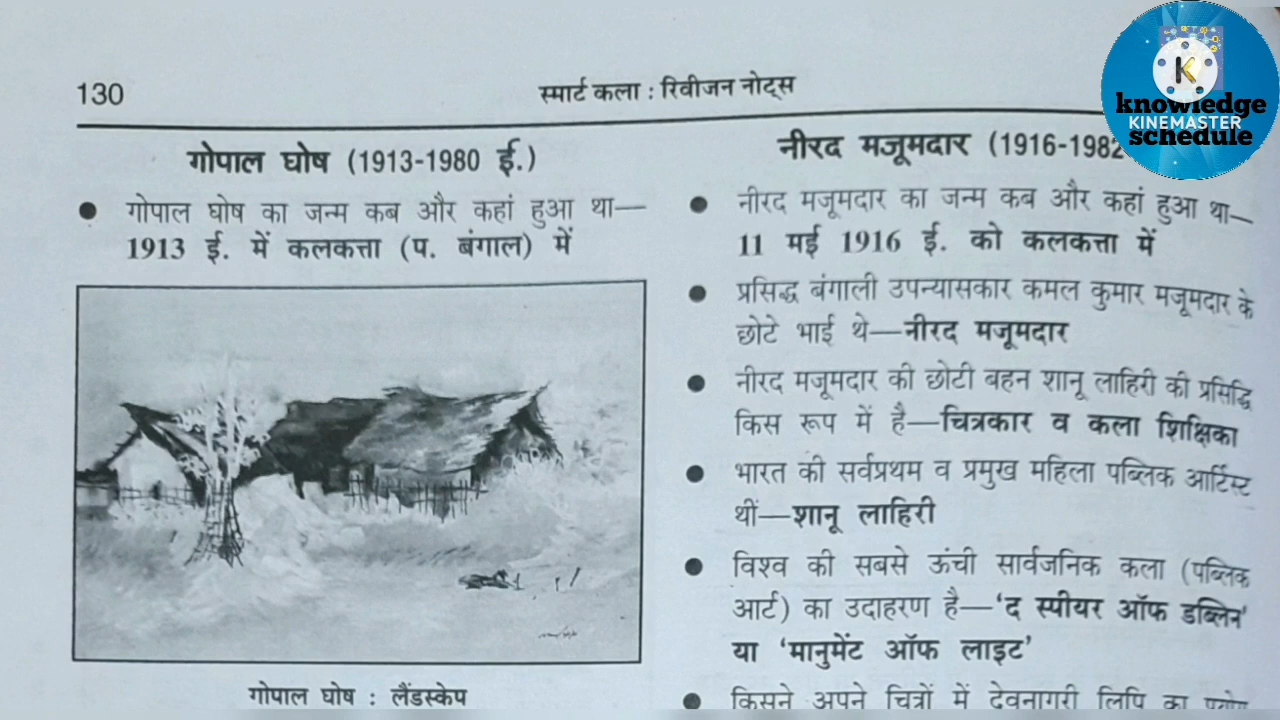 130
स्मार्ट कला : रिवीजन नोट्स
knowledge
KINEMASTER
schedule
गोपाल घोष (1913-1980 ई.)
● गोपाल घोष का जन्म कब और कहां हुआ था—
1913 ई. में कलकत्ता (प. बंगाल) में
गोपाल घोष : लैंडस्केप
नीरद मजूमदार (1916-1982
● नीरद मजूमदार का जन्म कब और कहां हुआ था—
11 मई 1916 ई. को कलकत्ता में
● प्रसिद्ध बंगाली उपन्यासकार कमल कुमार मजूमदार के
छोटे भाई थे—नीरद मजूमदार
● नीरद मजूमदार की छोटी बहन शानू लाहिरी की प्रसिद्धि
किस रूप में है—चित्रकार व कला शिक्षिका
● भारत की सर्वप्रथम व प्रमुख महिला पब्लिक आर्टिस्ट
थीं—शानू लाहिरी
● विश्व की सबसे ऊंची सार्वजनिक कला (पब्लिक
आर्ट) का उदाहरण है—‘द स्पीयर ऑफ डब्लिन’
या ‘मानुमेंट ऑफ लाइट’
● किसने अपने चित्रों में देवनागरी लिपि का